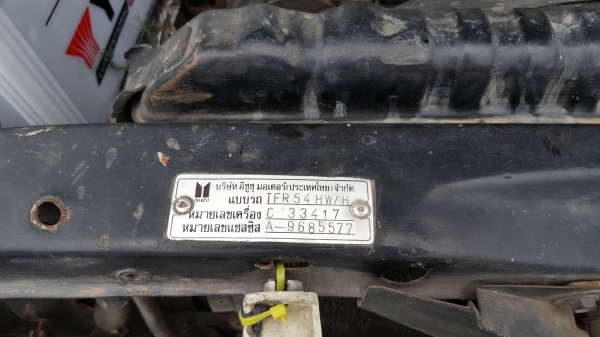 บริษัท อีซูซุ มอเตอร์(ประเทศไทย)จำกัด
ISUZU
แบบรถ TFR54HW/H
หมายเลขเครื่อง C 33417
หมายเลขแชสซีส A-9685577